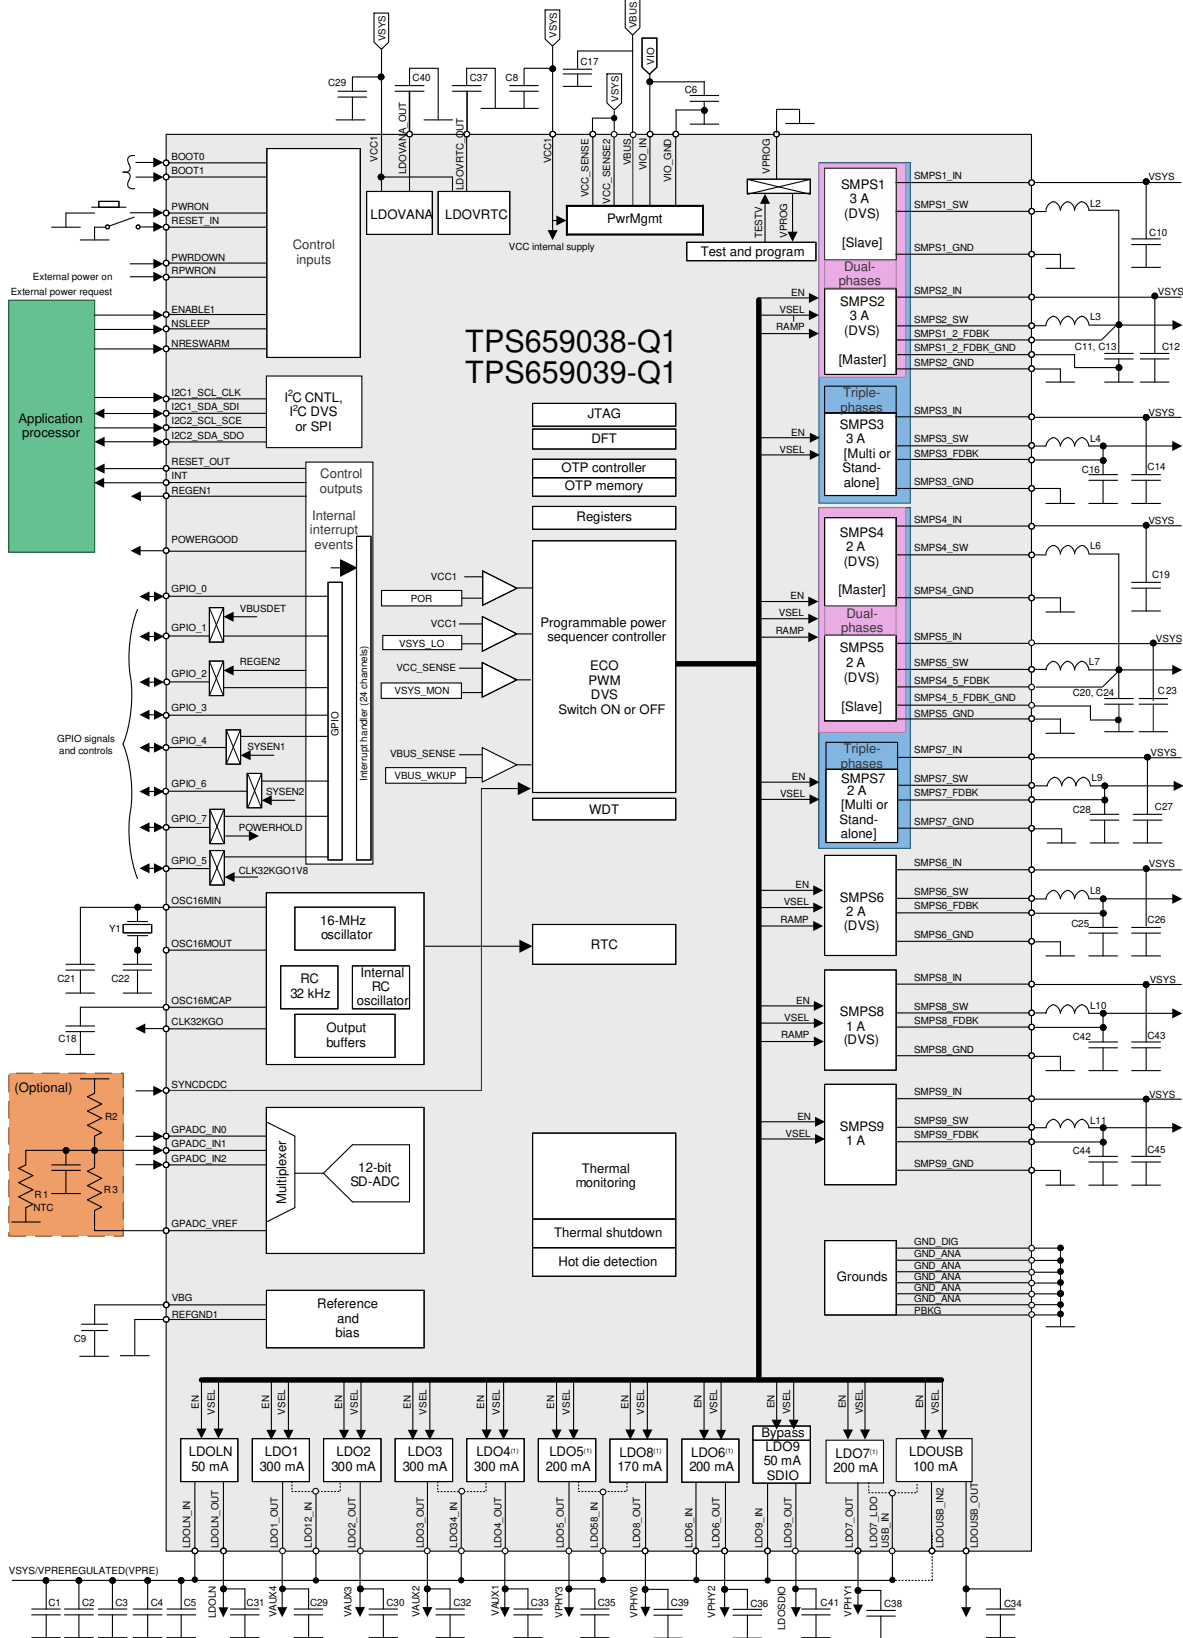 VSYS
VSYS
VBUS
VIO
C29
C40
C37
C8
C17
VSYS
C6
VCC1
LDOVANA_OUT
LDOVRTC_OUT
VCC1
VCC_SENSE
VCC_SENSE2
VBUS
VIO_IN
VIO_GND
VPROG
LDOVANA
LDOVRTC
PwrMgmt
VCC internal supply
TESTV
VPROG
Test and program
BOOT0
BOOT1
PWRON
RESET_IN
PWRDOWN
RPWRON
External power on
External power request
ENABLE1
NSLEEP
NRESWARM
Control
inputs
Application
processor
I2C1_SCL_CLK
I2C1_SDA_SDI
I2C2_SCL_SCE
I2C2_SDA_SDO
I²C CNTL,
I²C DVS
or SPI
RESET_OUT
INT
REGEN1
POWERGOOD
Control
outputs
Internal
interrupt
events
GPIO
Interrupt handler (24 channels)
GPIO signals
and controls
GPIO_0
VBUSDET
GPIO_1
REGEN2
GPIO_2
GPIO_3
GPIO_4
SYSEN1
GPIO_6
SYSEN2
GPIO_7
POWERHOLD
GPIO_5
CLK32KGO1V8
TPS659038-Q1
TPS659039-Q1
JTAG
DFT
OTP controller
OTP memory
Registers
VCC1
POR
VCC1
VSYS_LO
VCC_SENSE
VSYS_MON
VBUS_SENSE
VBUS_WKUP
Programmable power
sequencer controller
ECO
PWM
DVS
Switch ON or OFF
WDT
RTC
OSC16MIN
Y1
OSC16MOUT
C21
C22
OSC16MCAP
CLK32KGO
C18
16-MHz
oscillator
RC
32 kHz
Internal
RC
oscillator
Output
buffers
SYNCDCDC
(Optional)
R2
R1
NTC
R3
GPADC_IN0
GPADC_IN1
GPADC_IN2
GPADC_VREF
Multiplexer
12-bit
SD-ADC
Thermal
monitoring
Thermal shutdown
Hot die detection
VBG
REFGND1
C9
Reference
and
bias
SMPS1
3 A
(DVS)
[Slave]
Dual-
phases
SMPS2
3 A
(DVS)
[Master]
Triple-
phases
SMPS3
3 A
[Multi or
Stand-
alone]
EN
VSEL
RAMP
EN
VSEL
SMPS1_IN
VSYS
SMPS1_SW
L2
C10
SMPS1_GND
SMPS2_IN
VSYS
SMPS2_SW
L3
SMPS1_2_FDBK
SMPS1_2_FDBK_GND
C11, C13
C12
SMPS2_GND
SMPS3_IN
VSYS
SMPS3_SW
L4
SMPS3_FDBK
C16
C14
SMPS3_GND
SMPS4
2 A
(DVS)
[Master]
Dual-
phases
SMPS5
2 A
(DVS)
[Slave]
Triple-
phases
SMPS7
2 A
[Multi or
Stand-
alone]
EN
VSEL
RAMP
EN
VSEL
SMPS4_IN
VSYS
SMPS4_SW
L6
C19
SMPS4_GND
SMPS5_IN
VSYS
SMPS5_SW
L7
SMPS4_5_FDBK
SMPS4_5_FDBK_GND
C20, C24
C23
SMPS5_GND
SMPS7_IN
VSYS
SMPS7_SW
L9
SMPS7_FDBK
C28
C27
SMPS7_GND
EN
VSEL
RAMP
SMPS6
2 A
(DVS)
SMPS6_IN
VSYS
SMPS6_SW
L8
SMPS6_FDBK
C25
C26
SMPS6_GND
EN
VSEL
RAMP
SMPS8
1 A
(DVS)
SMPS8_IN
VSYS
SMPS8_SW
L10
SMPS8_FDBK
C42
C43
SMPS8_GND
EN
VSEL
SMPS9
1 A
SMPS9_IN
VSYS
SMPS9_SW
L11
SMPS9_FDBK
C44
C45
SMPS9_GND
Grounds
GND_DIG
GND_ANA
GND_ANA
GND_ANA
GND_ANA
GND_ANA
PBKG
EN
VSEL
EN
VSEL
EN
VSEL
EN
VSEL
EN
VSEL
EN
VSEL
EN
VSEL
EN
VSEL
EN
VSEL
EN
VSEL
EN
VSEL
LDOLN
50 mA
LDO1
300 mA
LDO2
300 mA
LDO3
300 mA
LDO4(1)
300 mA
LDO5(1)
200 mA
LDO8(1)
170 mA
LDO6(1)
200 mA
Bypass
LDO9
50 mA
SDIO
LDO7(1)
200 mA
LDOUSB
100 mA
LDOLN_IN
LDOLN_OUT
LDO1_OUT
LDO12_IN
LDO2_OUT
LDO3_OUT
LDO34_IN
LDO4_OUT
LDO5_OUT
LDO58_IN
LDO8_OUT
LDO6_IN
LDO6_OUT
LDO9_IN
LDO9_OUT
LDO7_OUT
LDO7_LDO
USB_IN
LDOUSB_IN2
LDOUSB_OUT
VSYS/VPREREGULATED(VPRE)
C1
C2
C3
C4
C5
LDOLN
C31
VAUX4
C29
VAUX3
C30
VAUX2
C32
VAUX1
C33
VPHY3
C35
VPHY0
C39
VPHY2
C36
LDOSDIO
C41
VPHY1
C38
C34